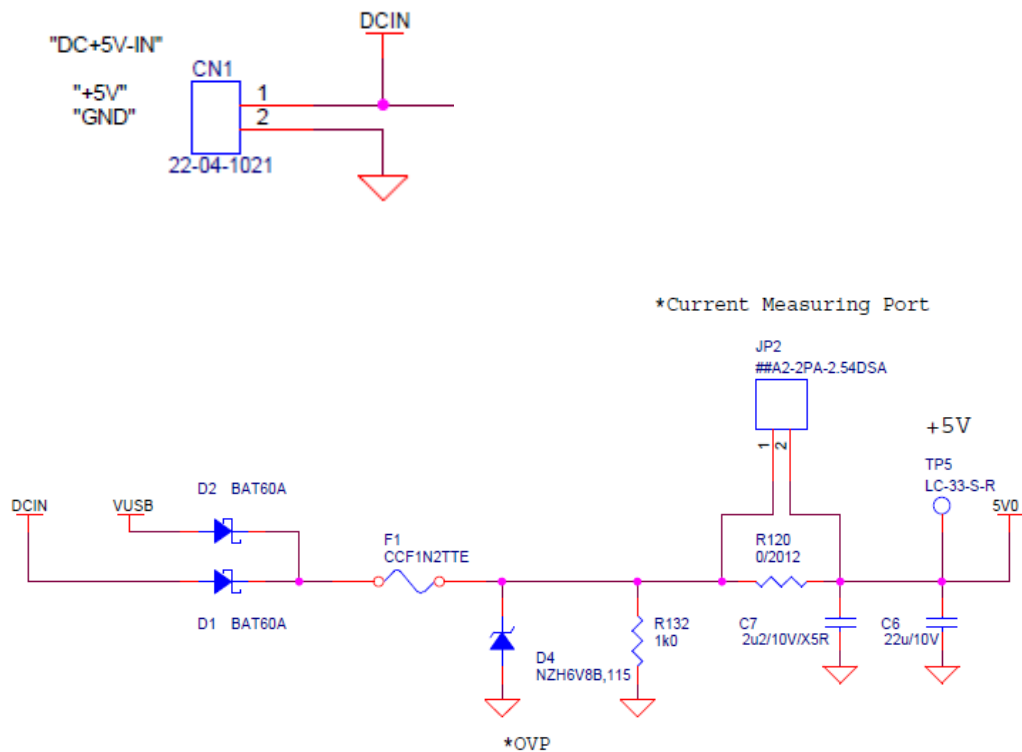 DCIN
"DC+5V-IN"
CN1
"+5V"
1
"GND"
2
22-04-1021
*Current Measuring Port
JP2
##A2-2PA-2.54DSA
1
2
+5V
TP5
LC-33-S-R
5V0
DCIN
VUSB
D2 BAT60A
F1
CCF1N2TTE
R120
0/2012
D1 BAT60A
D4
NZH6V8B,115
R132
1k0
C7
2u2/10V/X5R
C6
22u/10V
*OVP